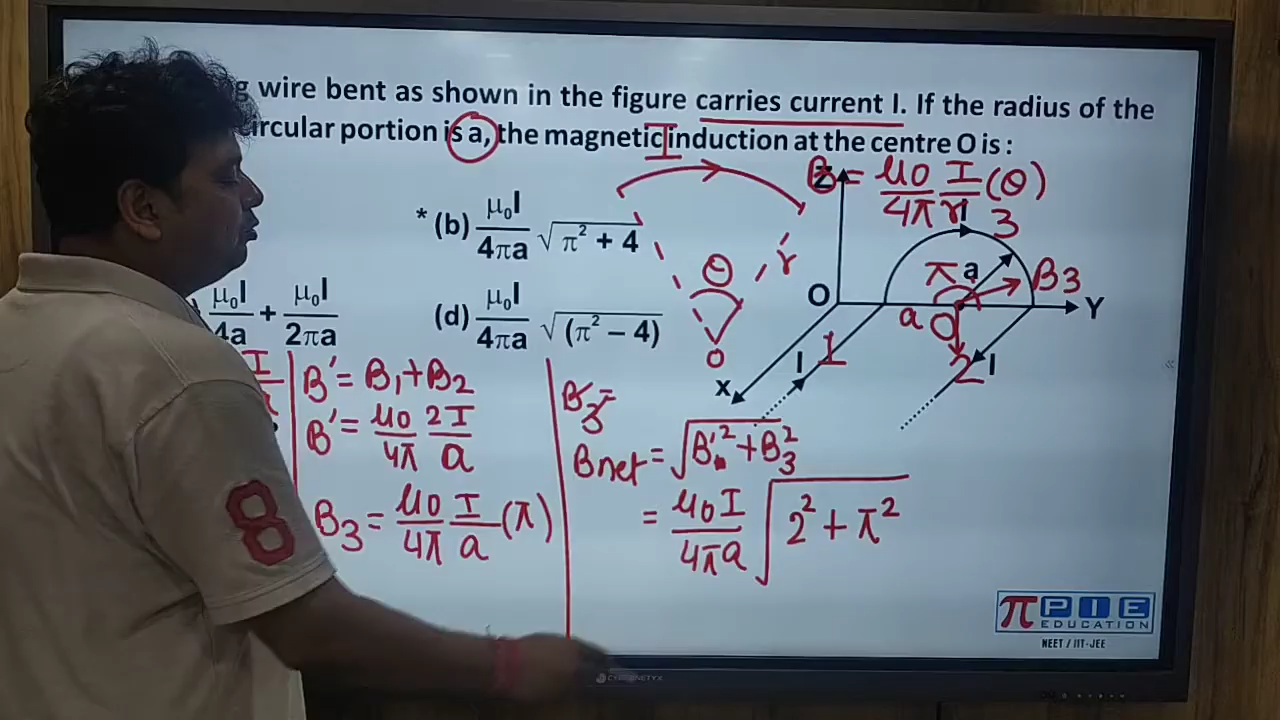 g wire bent as shown in the figure carries current I. If the radius of the
ircular portion is a, the magnetic induction at the centre O is :
I
* (b) μ₀I/4πa √(π² + 4)
μ₀I/4a + μ₀I/2πa
(d) μ₀I/4πa √(π² – 4)
B = μ0/4π I/r (θ)
Z
I
3
θ
r
O
π
a
B3
O
a
O
Y
2
I
X
I
1
B' = B1 + B2
B' = μ0/4π 2I/a
B3 = μ0/4π I/a (π)
Bnet = √(B'² + B3²)
= μ0 I/4πa √(2² + π²)
8
π PIE
EDUCATION
NEET / IIT-JEE